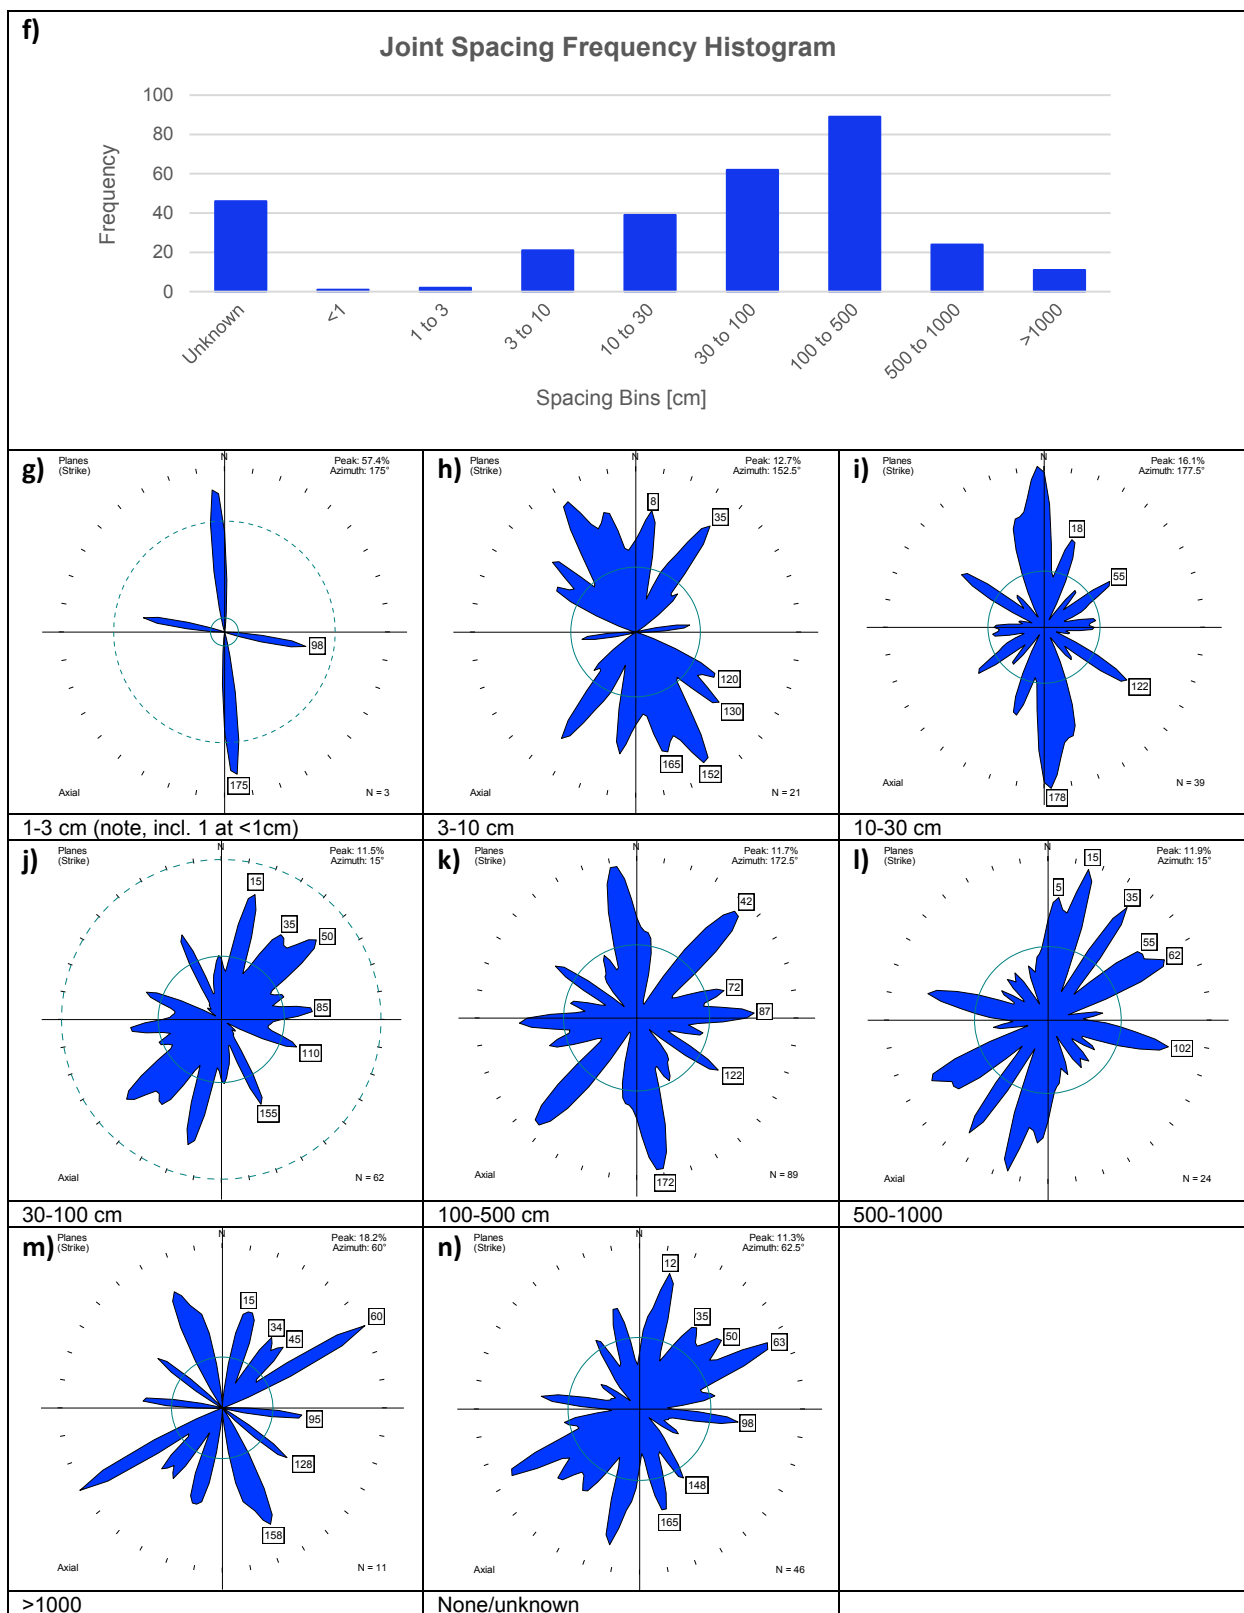 f)
Joint Spacing Frequency Histogram
100
80
60
40
20
0
Frequency
Unknown
<1
1 to 3
3 to 10
10 to 30
30 to 100
100 to 500
500 to 1000
>1000
Spacing Bins [cm]
g)
Planes
(Strike)
N
Peak: 57.4%
Azimuth: 175°
98
175
Axial
N = 3
1-3 cm (note, incl. 1 at <1cm)
h)
Planes
(Strike)
N
Peak: 12.7%
Azimuth: 152.5°
8
35
120
130
165
152
Axial
N = 21
3-10 cm
i)
Planes
(Strike)
N
Peak: 16.1%
Azimuth: 177.5°
18
55
122
178
Axial
N = 39
10-30 cm
j)
Planes
(Strike)
N
Peak: 11.5%
Azimuth: 15°
15
35
50
85
110
155
Axial
N = 62
30-100 cm
k)
Planes
(Strike)
N
Peak: 11.7%
Azimuth: 172.5°
42
72
87
122
172
Axial
N = 89
100-500 cm
l)
Planes
(Strike)
N
Peak: 11.9%
Azimuth: 15°
5
15
35
55
62
102
Axial
N = 24
500-1000
m)
Planes
(Strike)
N
Peak: 18.2%
Azimuth: 60°
15
34
45
60
95
128
158
Axial
N = 11
>1000
n)
Planes
(Strike)
N
Peak: 11.3%
Azimuth: 62.5°
12
35
50
63
98
148
165
Axial
N = 46
None/unknown